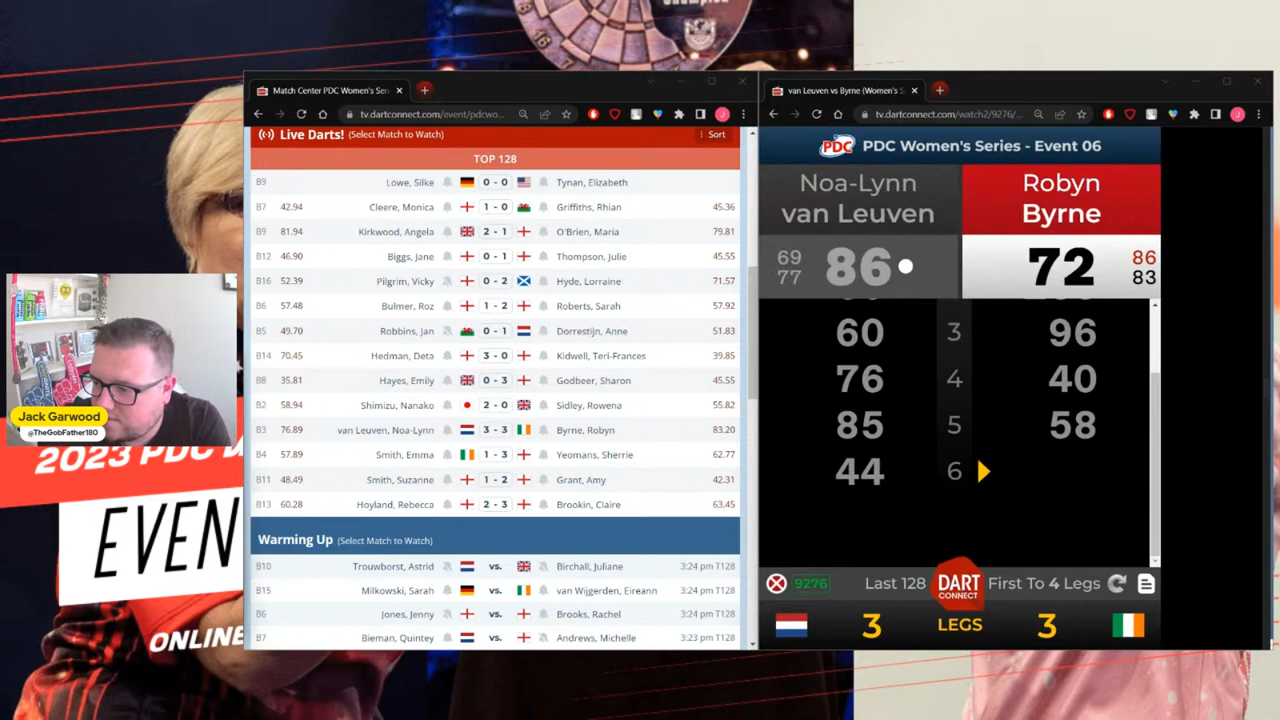 Match Center PDC Women's Seri
tv.dartconnect.com/event/pdcwo...
Live Darts! (Select Match to Watch)
Sort
TOP 128
B9 Lowe, Silke 0 - 0 Tynan, Elizabeth
B7 42.94 Cleere, Monica 1 - 0 Griffiths, Rhian 45.36
B9 81.94 Kirkwood, Angela 2 - 1 O'Brien, Maria 79.81
B12 46.90 Biggs, Jane 0 - 1 Thompson, Julie 45.55
B16 52.39 Pilgrim, Vicky 0 - 2 Hyde, Lorraine 71.57
B6 57.48 Bulmer, Roz 1 - 2 Roberts, Sarah 57.92
B5 49.70 Robbins, Jan 0 - 1 Dorrestijn, Anne 51.83
B14 70.45 Hedman, Deta 3 - 0 Kidwell, Teri-Frances 39.85
B8 35.81 Hayes, Emily 0 - 3 Godbeer, Sharon 45.55
B2 58.94 Shimizu, Nanako 2 - 0 Sidley, Rowena 55.82
B3 76.89 van Leuven, Noa-Lynn 3 - 3 Byrne, Robyn 83.20
B4 57.89 Smith, Emma 1 - 3 Yeomans, Sherrie 62.77
B11 48.49 Smith, Suzanne 1 - 2 Grant, Amy 42.31
B13 60.28 Hoyland, Rebecca 2 - 3 Brookin, Claire 63.45
Warming Up (Select Match to Watch)
B10 Trouwborst, Astrid vs. Birchall, Juliane 3:24 pm T128
B15 Milkowski, Sarah vs. van Wijgerden, Eireann 3:24 pm T128
B6 Jones, Jenny vs. Brooks, Rachel 3:24 pm T128
B7 Bieman, Quintey vs. Andrews, Michelle 3:23 pm T128
van Leuven vs Byrne (Women's S
tv.dartconnect.com/watch2/9276/...
PDC PDC Women's Series - Event 06
Noa-Lynn
van Leuven
Robyn
Byrne
69
77
86
72
86
83
60 3 96
76 4 40
85 5 58
44 6
9276 Last 128 DART CONNECT First To 4 Legs
3 LEGS 3
Jack Garwood
@TheGobFather180
2023 PDC W
EVEN
ONLINE